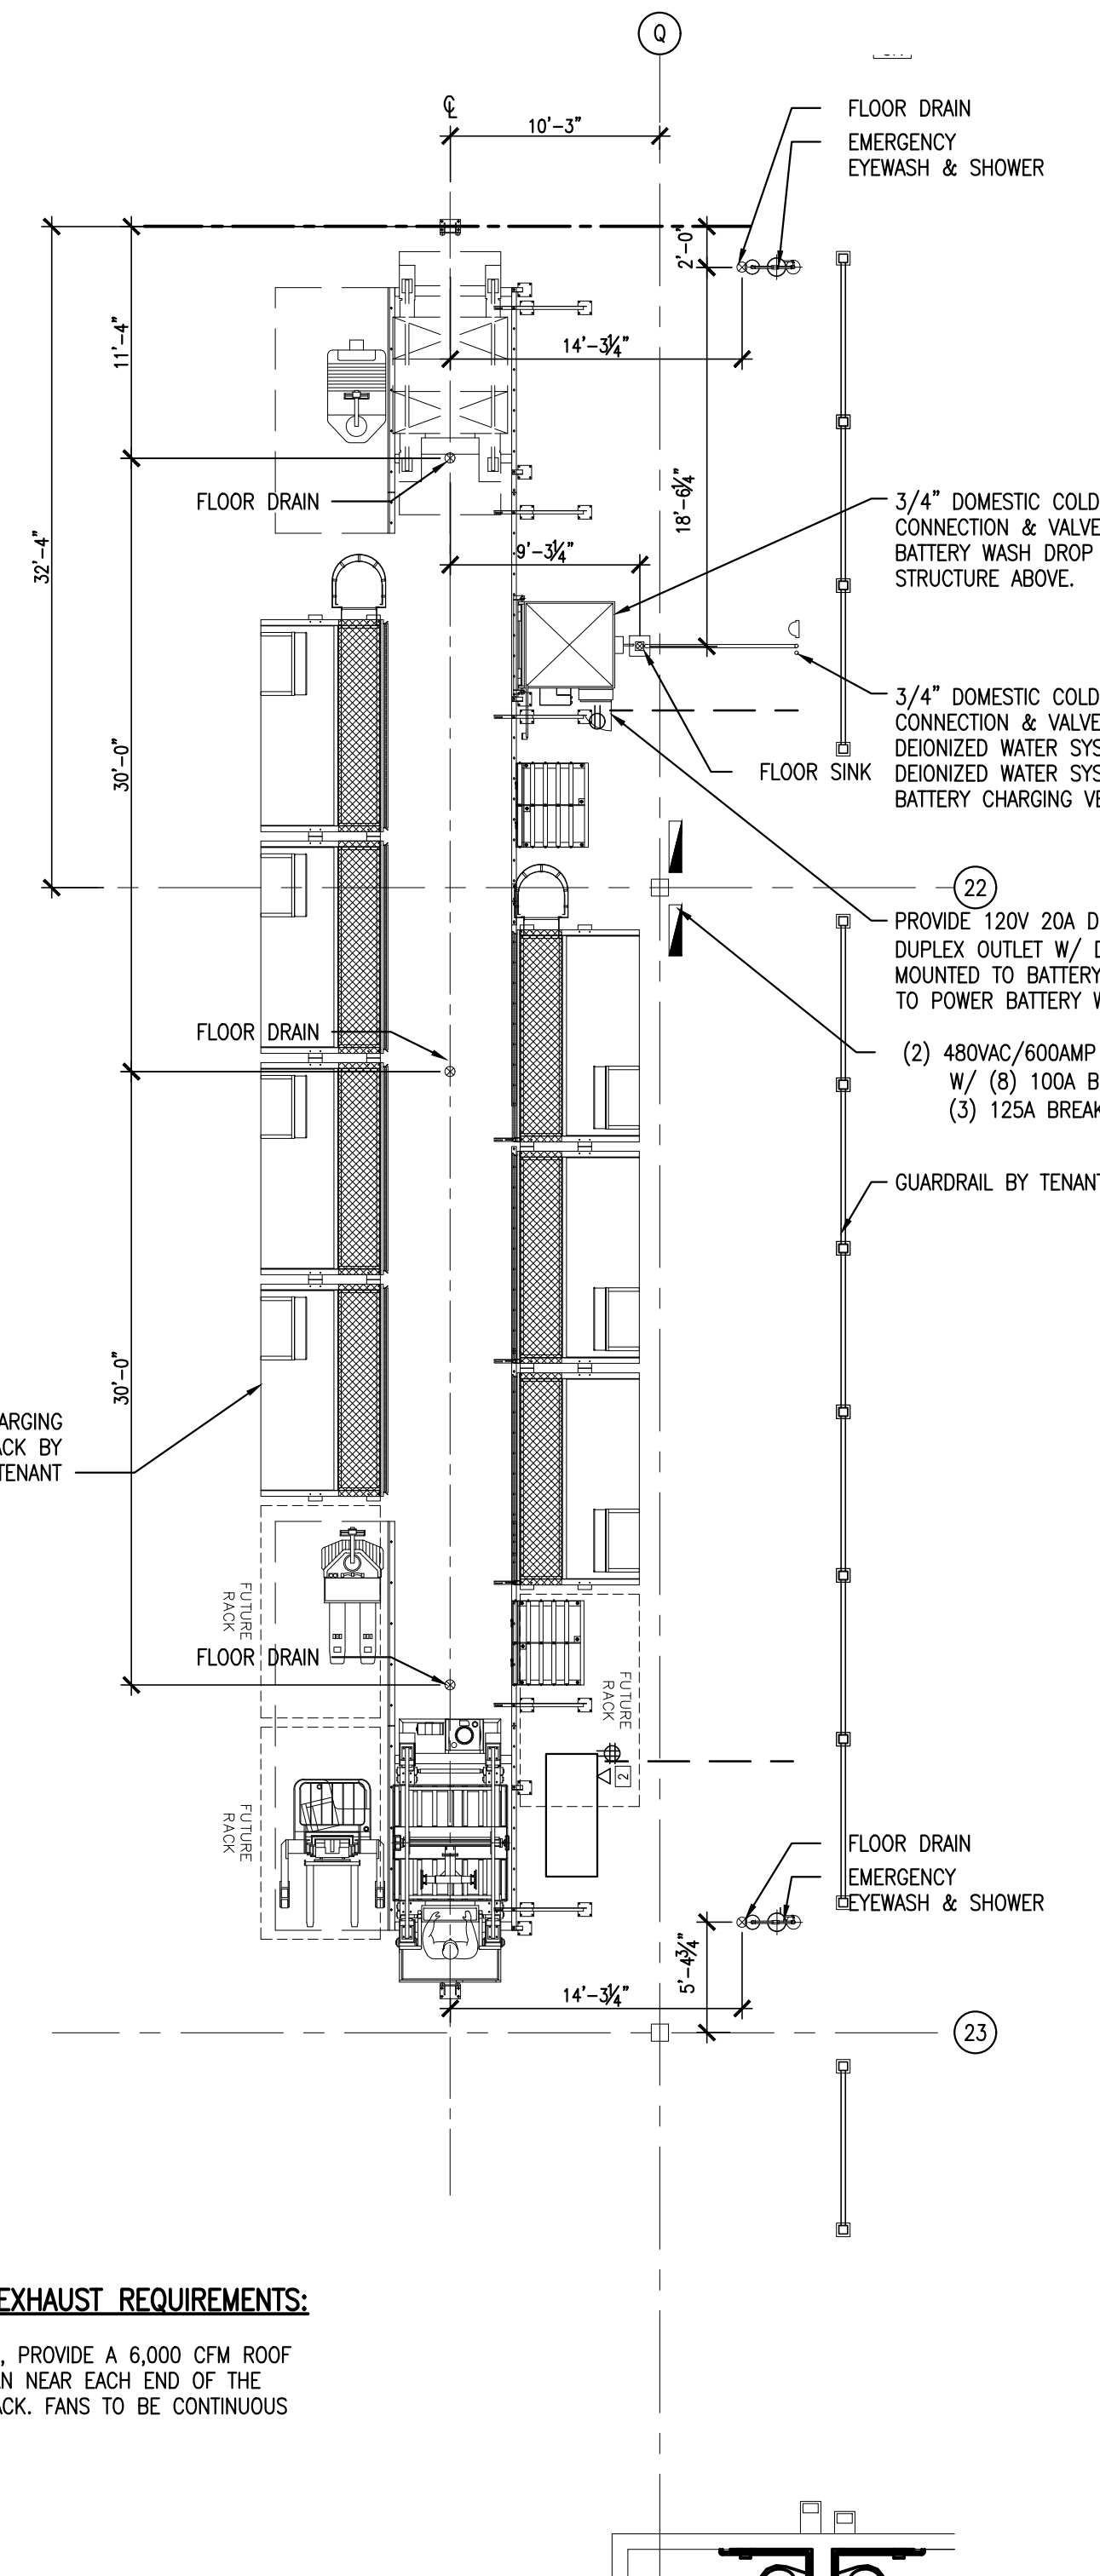 Q
FLOOR DRAIN
EMERGENCY
EYEWASH & SHOWER
℄
10'-3"
2'-0"
11'-4"
14'-3¼"
FLOOR DRAIN
18'-6¼"
32'-4"
9'-3¼"
3/4" DOMESTIC COLD
CONNECTION & VALVE
BATTERY WASH DROP
STRUCTURE ABOVE.
3/4" DOMESTIC COLD
CONNECTION & VALVE
DEIONIZED WATER SYS
DEIONIZED WATER SYS
BATTERY CHARGING VE
30'-0"
FLOOR SINK
22
PROVIDE 120V 20A D
DUPLEX OUTLET W/ D
MOUNTED TO BATTERY
TO POWER BATTERY W
FLOOR DRAIN
(2) 480VAC/600AMP
W/ (8) 100A B
(3) 125A BREAK
GUARDRAIL BY TENANT
30'-0"
ARGING
ACK BY
TENANT
FUTURE
RACK
FLOOR DRAIN
FUTURE
RACK
2
FUTURE
RACK
FLOOR DRAIN
EMERGENCY
EYEWASH & SHOWER
5'-4¾"
14'-3¼"
23
EXHAUST REQUIREMENTS:
, PROVIDE A 6,000 CFM ROOF
AN NEAR EACH END OF THE
ACK. FANS TO BE CONTINUOUS